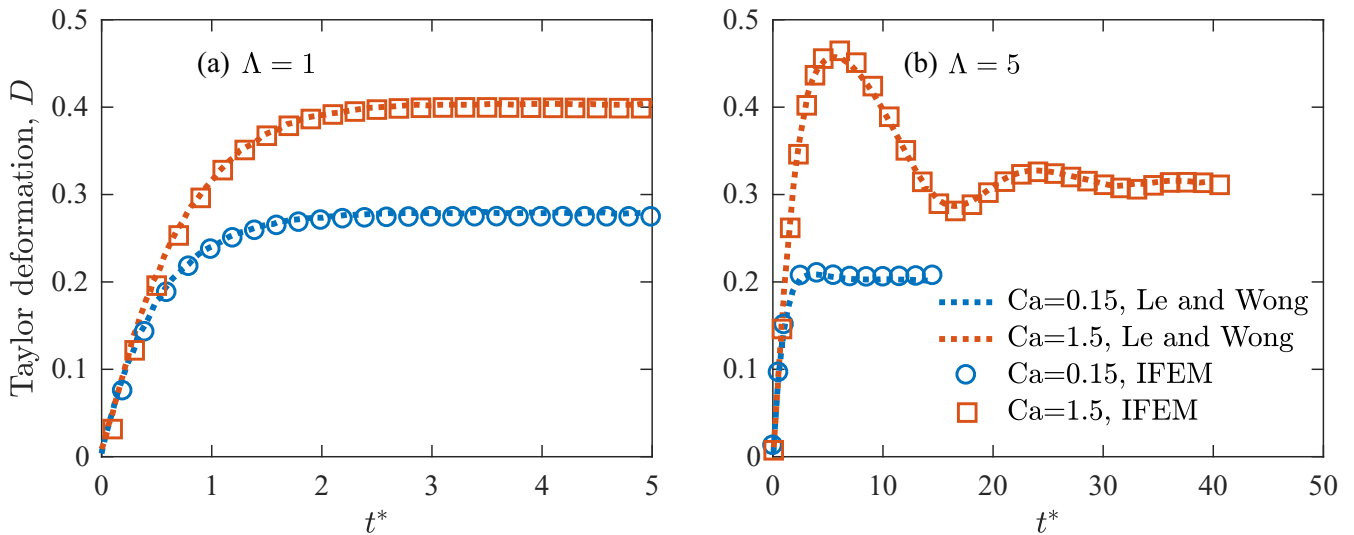 Taylor deformation, D
0.5
0.4
0.3
0.2
0.1
0
(a) Λ = 1
0 1 2 3 4 5
t*
0.5
0.4
0.3
0.2
0.1
0
(b) Λ = 5
Ca=0.15, Le and Wong
Ca=1.5, Le and Wong
Ca=0.15, IFEM
Ca=1.5, IFEM
0 10 20 30 40 50
t*